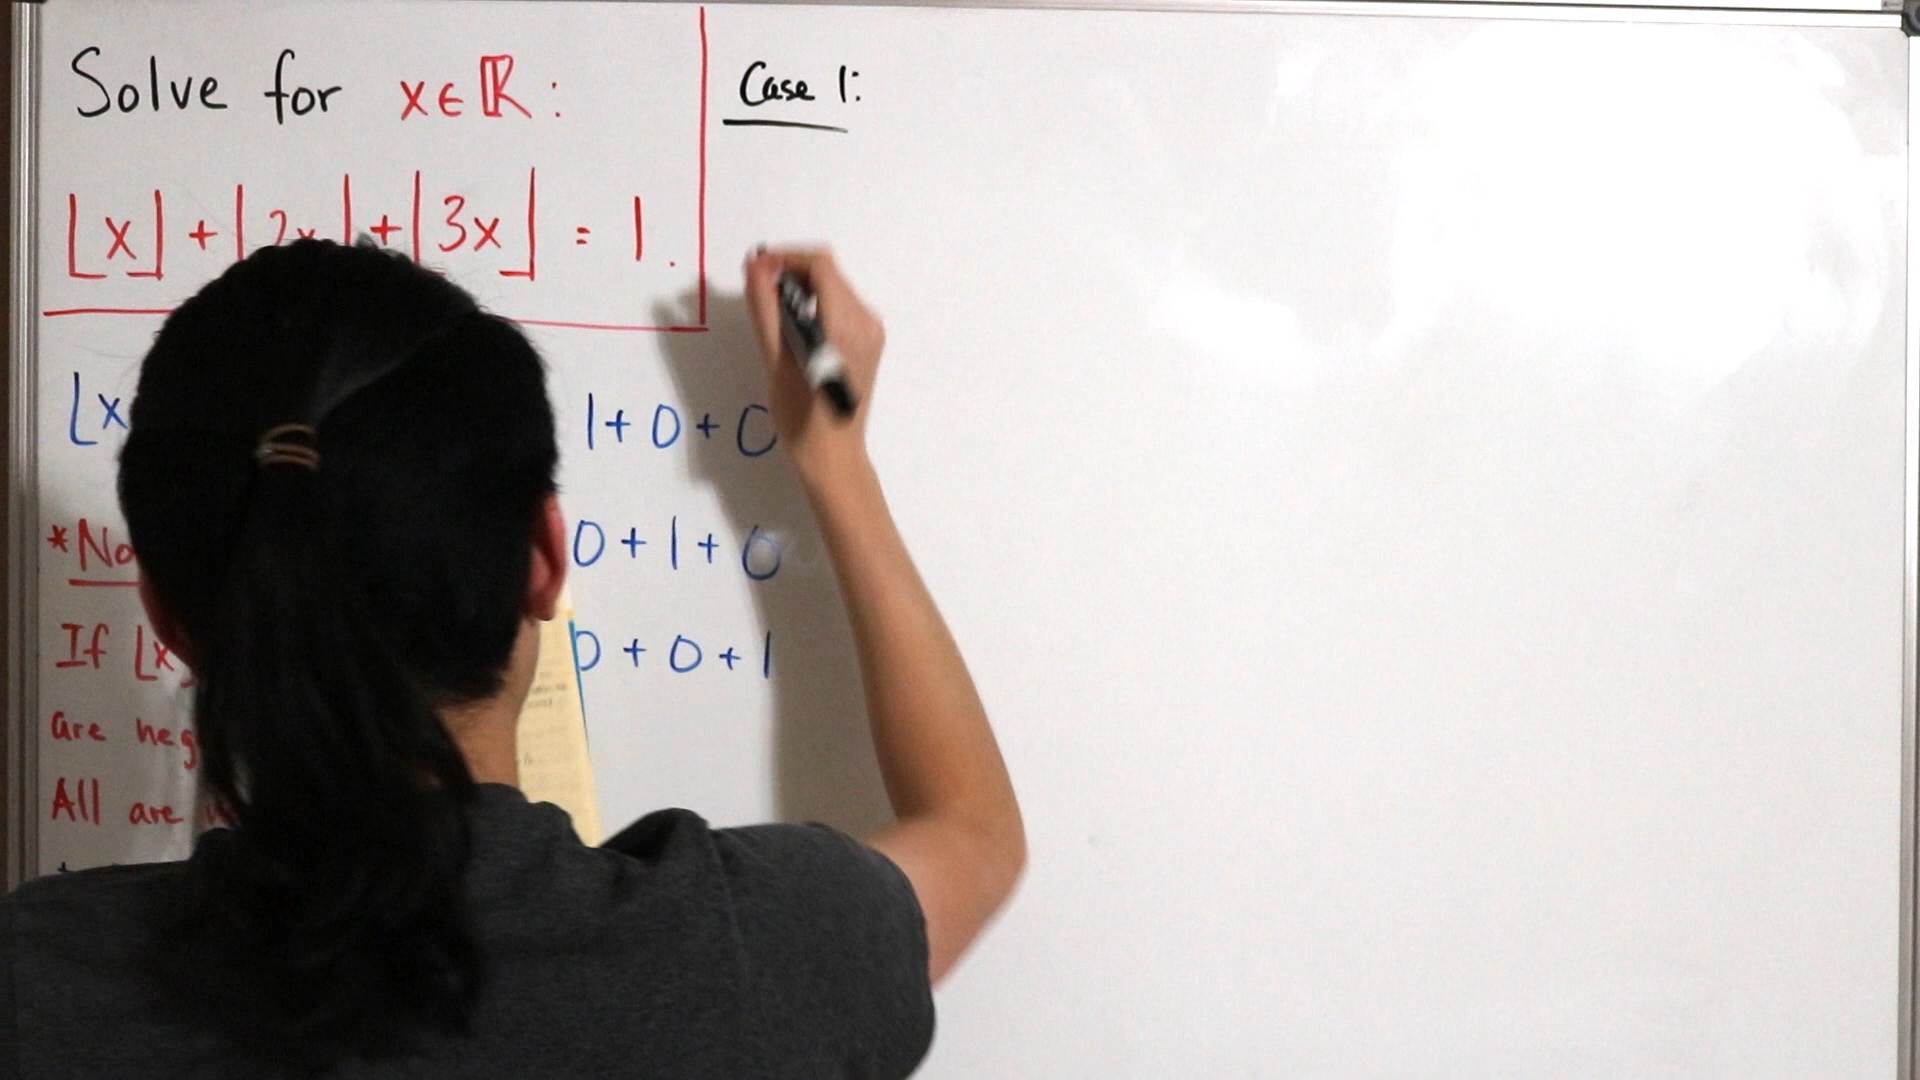 Solve for x∈ℝ:
⌊x⌋ + ⌊2x⌋ + ⌊3x⌋ = 1.
⌊x
1 + 0 + 0
*No
0 + 1 + 0
If ⌊x
0 + 0 + 1
are neg
All are
Case 1: